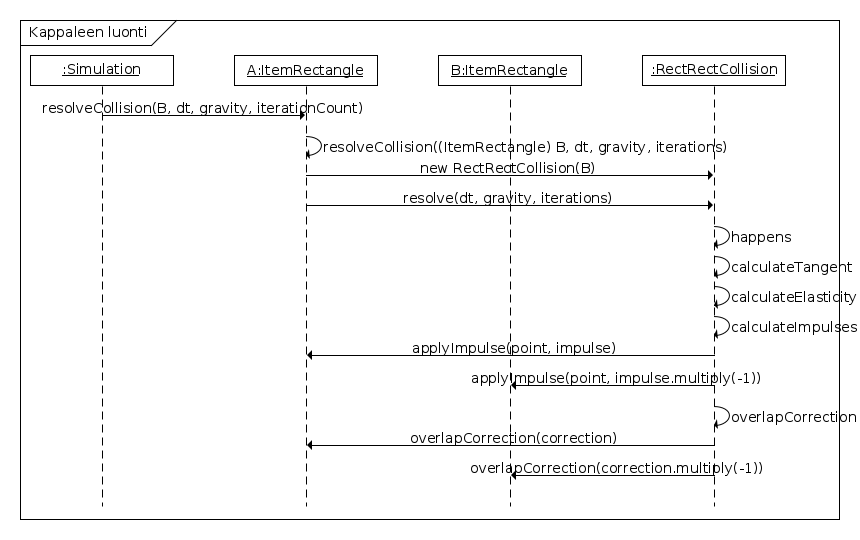 Kappaleen luonti
:Simulation
A:ItemRectangle
B:ItemRectangle
:RectRectCollision
resolveCollision(B, dt, gravity, iterationCount)
resolveCollision((ItemRectangle) B, dt, gravity, iterations)
new RectRectCollision(B)
resolve(dt, gravity, iterations)
happens
calculateTangent
calculateElasticity
calculateImpulses
applyImpulse(point, impulse)
applyImpulse(point, impulse.multiply(-1))
overlapCorrection
overlapCorrection(correction)
overlapCorrection(correction.multiply(-1))